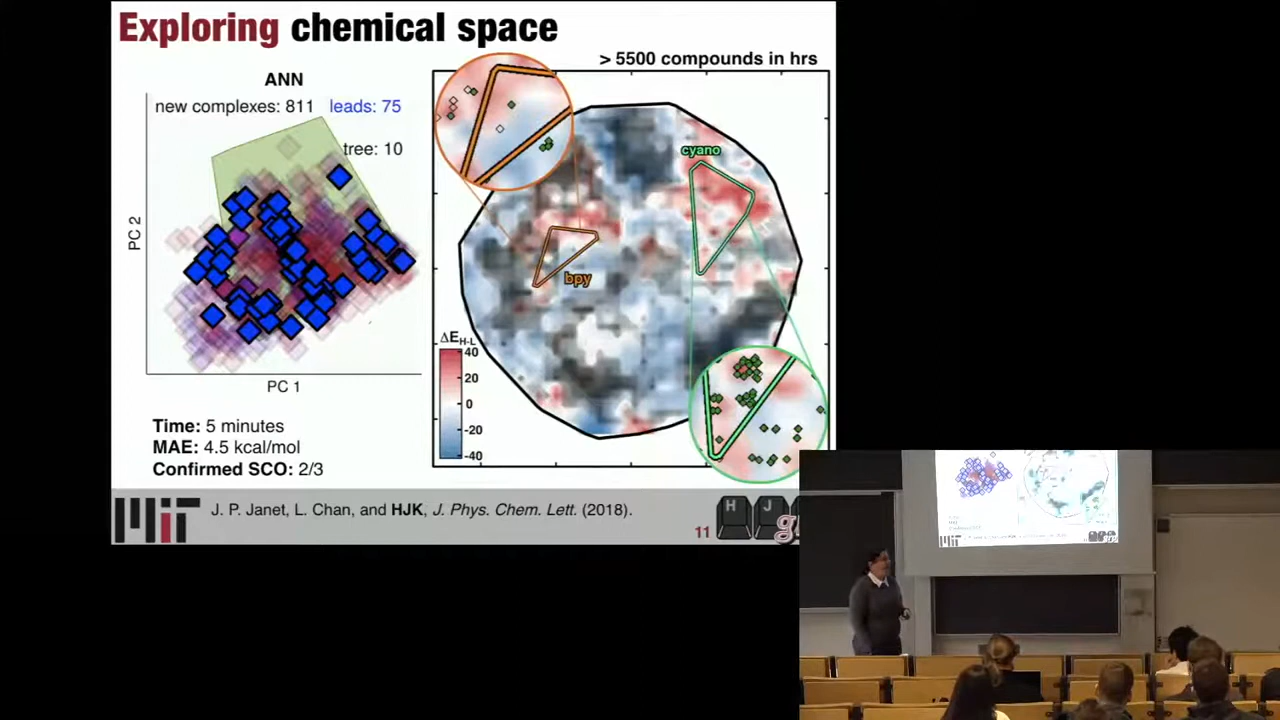 Exploring chemical space
> 5500 compounds in hrs
ANN
new complexes: 811 leads: 75
tree: 10
PC 2
PC 1
cyano
bpy
ΔE_H-L
40
20
0
-20
-40
Time: 5 minutes
MAE: 4.5 kcal/mol
Confirmed SCO: 2/3
MIT
J. P. Janet, L. Chan, and HJK, J. Phys. Chem. Lett. (2018).
11
H J
g